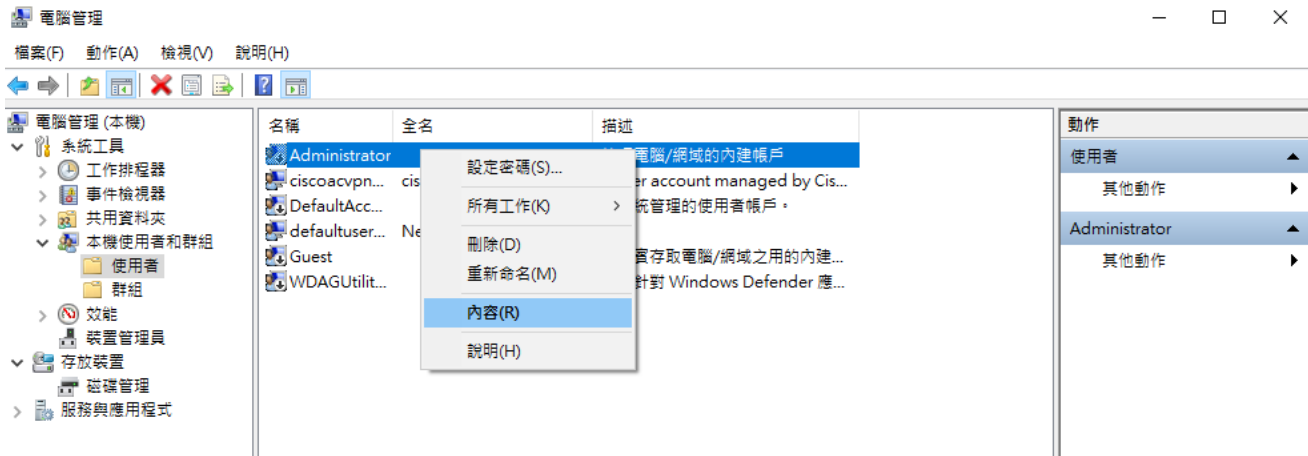 電腦管理
檔案(F) 動作(A) 檢視(V) 說明(H)
電腦管理 (本機)
系統工具
工作排程器
事件檢視器
共用資料夾
本機使用者和群組
使用者
群組
效能
裝置管理員
存放裝置
磁碟管理
服務與應用程式
名稱 全名 描述
Administrator 電腦/網域的內建帳戶
ciscoacvpn... cis er account managed by Cis...
DefaultAcc... 統管理的使用者帳戶。
defaultuser... Ne
Guest 賓存取電腦/網域之用的內建...
WDAGUtilit... 針對 Windows Defender 應...
設定密碼(S)...
所有工作(K)
刪除(D)
重新命名(M)
內容(R)
說明(H)
動作
使用者
其他動作
Administrator
其他動作